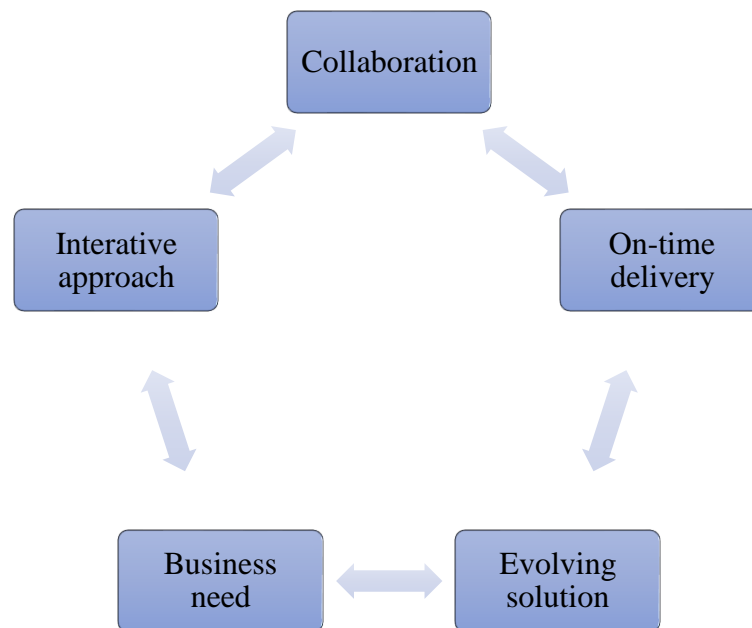 Collaboration
Interative
approach
On-time
delivery
Business
need
Evolving
solution